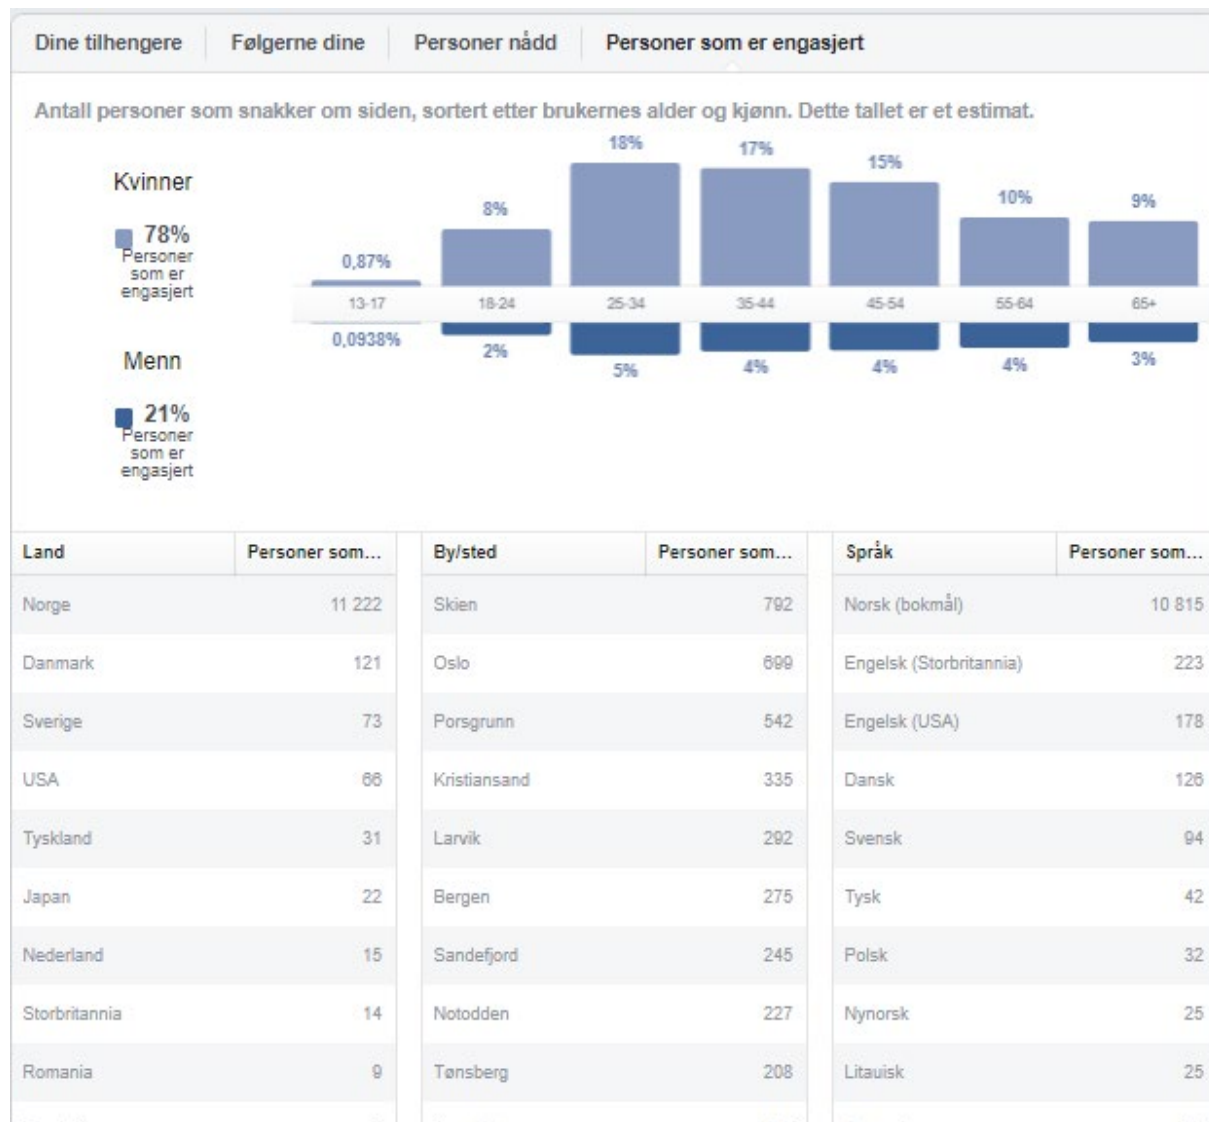 Dine tilhengere Følgerne dine Personer nådd Personer som er engasjert
Antall personer som snakker om siden, sortert etter brukernes alder og kjønn. Dette tallet er et estimat.
Kvinner
78%
Personer
som er
engasjert
0,87% 8% 18% 17% 15% 10% 9%
13-17 18-24 25-34 35-44 45-54 55-64 65+
0,0938% 2% 5% 4% 4% 4% 3%
Menn
21%
Personer
som er
engasjert
Land Personer som... By/sted Personer som... Språk Personer som...
Norge 11 222 Skien 792 Norsk (bokmål) 10 815
Danmark 121 Oslo 699 Engelsk (Storbritannia) 223
Sverige 73 Porsgrunn 542 Engelsk (USA) 178
USA 66 Kristiansand 335 Dansk 126
Tyskland 31 Larvik 292 Svensk 94
Japan 22 Bergen 275 Tysk 42
Nederland 15 Sandefjord 245 Polsk 32
Storbritannia 14 Notodden 227 Nynorsk 25
Romania 9 Tønsberg 208 Litauisk 25